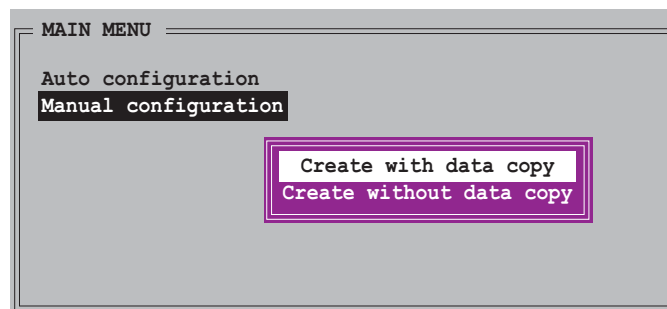 MAIN MENU
Auto configuration
Manual configuration
Create with data copy
Create without data copy